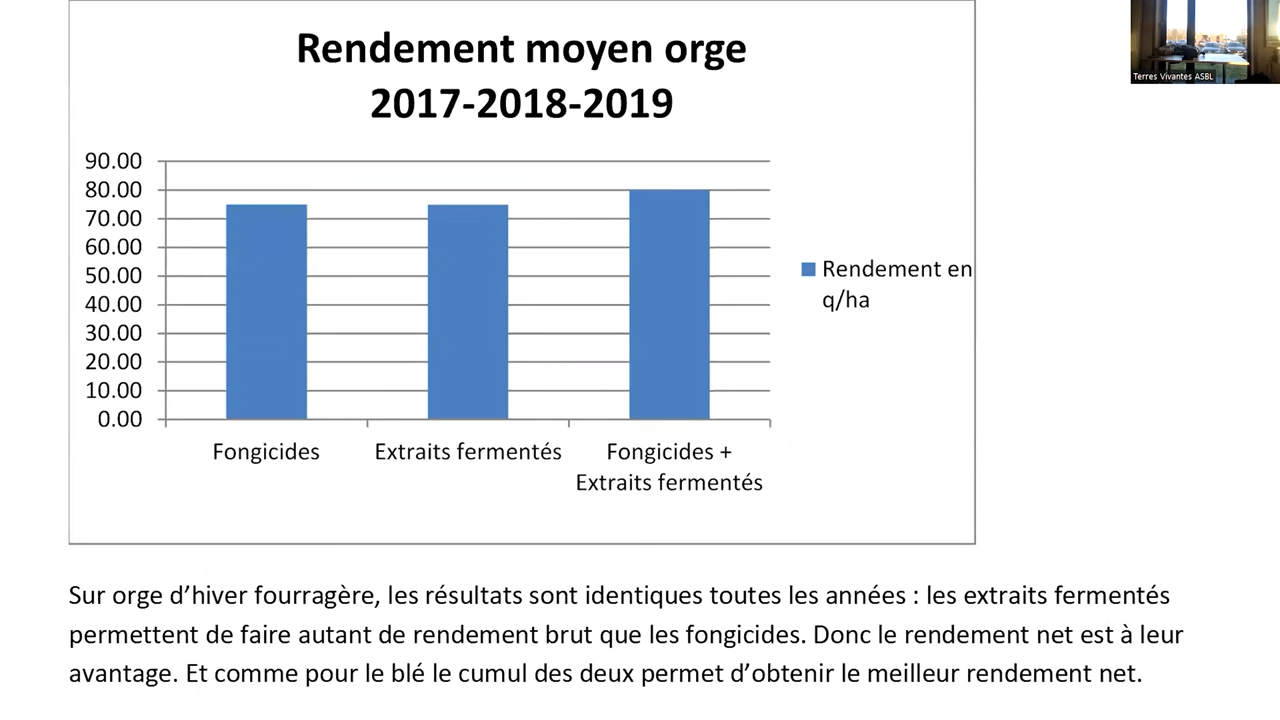 Rendement moyen orge
2017-2018-2019
Terres Vivantes ASBL
90.00
80.00
70.00
60.00
50.00
40.00
30.00
20.00
10.00
0.00
Rendement en
q/ha
Fongicides
Extraits fermentés
Fongicides +
Extraits fermentés
Sur orge d’hiver fourragère, les résultats sont identiques toutes les années : les extraits fermentés
permettent de faire autant de rendement brut que les fongicides. Donc le rendement net est à leur
avantage. Et comme pour le blé le cumul des deux permet d’obtenir le meilleur rendement net.